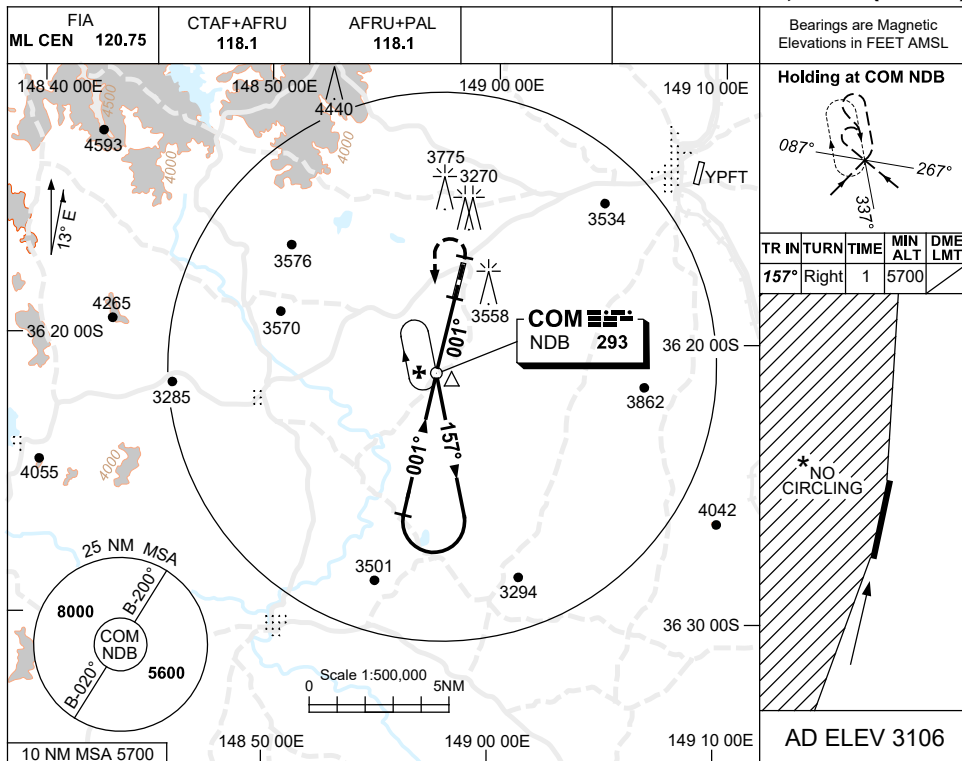 FIA
ML CEN 120.75
CTAF+AFRU
118.1
AFRU+PAL
118.1
Bearings are Magnetic
Elevations in FEET AMSL
148 40 00E
148 50 00E
149 00 00E
149 10 00E
4500
4593
4000
4440
4000
3775
3270
YPFT
3534
13° E
3576
4265
3570
3558
36 20 00S
001°
COM
NDB 293
36 20 00S
3285
3862
001°
157°
4055
4000
4042
3501
3294
25 NM MSA
8000
B-200°
COM
NDB
5600
B-020°
36 30 00S
Scale 1:500,000
0
5NM
10 NM MSA 5700
148 50 00E
149 00 00E
149 10 00E
Holding at COM NDB
087°
267°
337°
TR IN TURN TIME MIN ALT DME LMT
157° Right 1 5700
*NO
CIRCLING
AD ELEV 3106